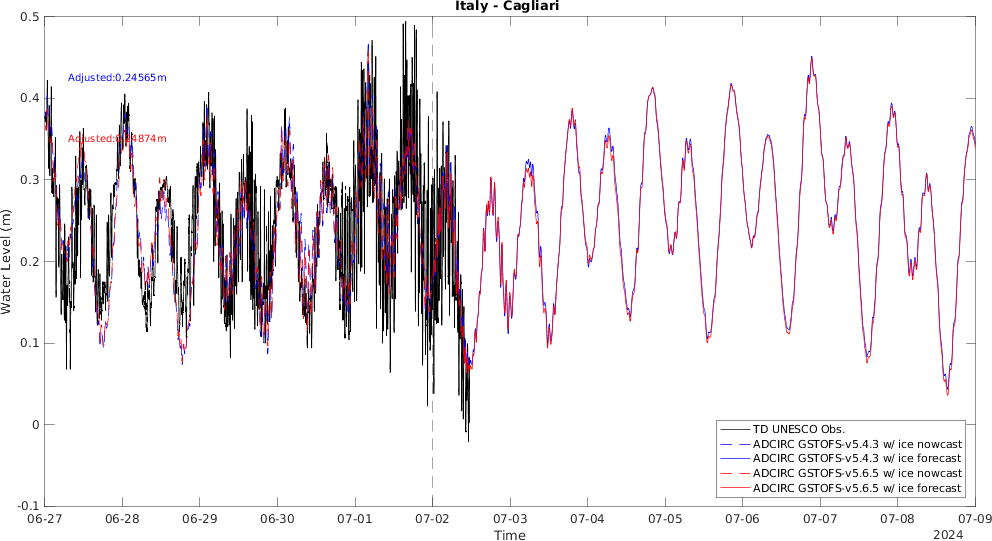 Italy - Cagliari
0.5
0.4
0.3
0.2
0.1
0
-0.1
Water Level (m)
Adjusted:0.24565m
Adjusted:0.24874m
TD UNESCO Obs.
ADCIRC GSTOFS-v5.4.3 w/ ice nowcast
ADCIRC GSTOFS-v5.4.3 w/ ice forecast
ADCIRC GSTOFS-v5.6.5 w/ ice nowcast
ADCIRC GSTOFS-v5.6.5 w/ ice forecast
06-27 06-28 06-29 06-30 07-01 07-02 07-03 07-04 07-05 07-06 07-07 07-08 07-09
Time
2024